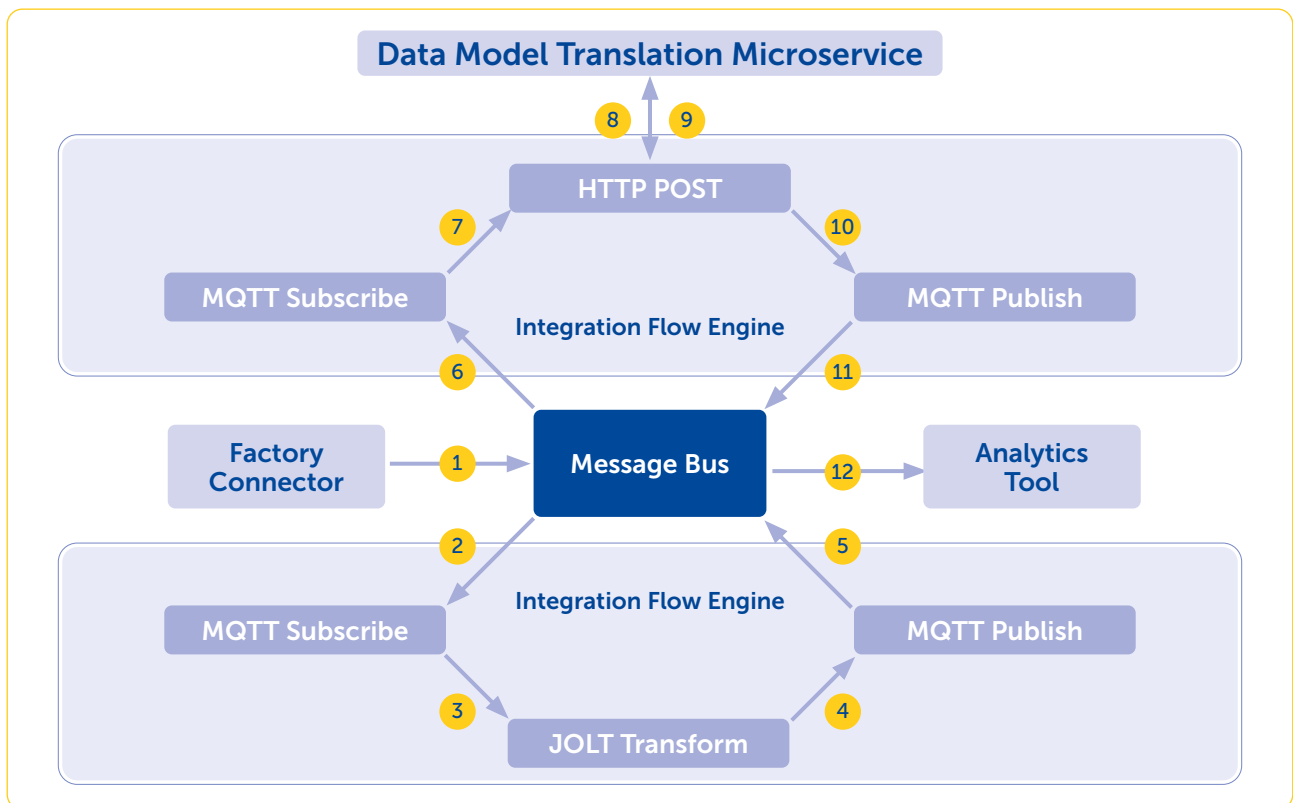 Data Model Translation Microservice
8
9
HTTP POST
7
10
MQTT Subscribe
MQTT Publish
Integration Flow Engine
6
11
Factory
Connector
1
Message Bus
12
Analytics
Tool
2
5
Integration Flow Engine
MQTT Subscribe
MQTT Publish
3
4
JOLT Transform